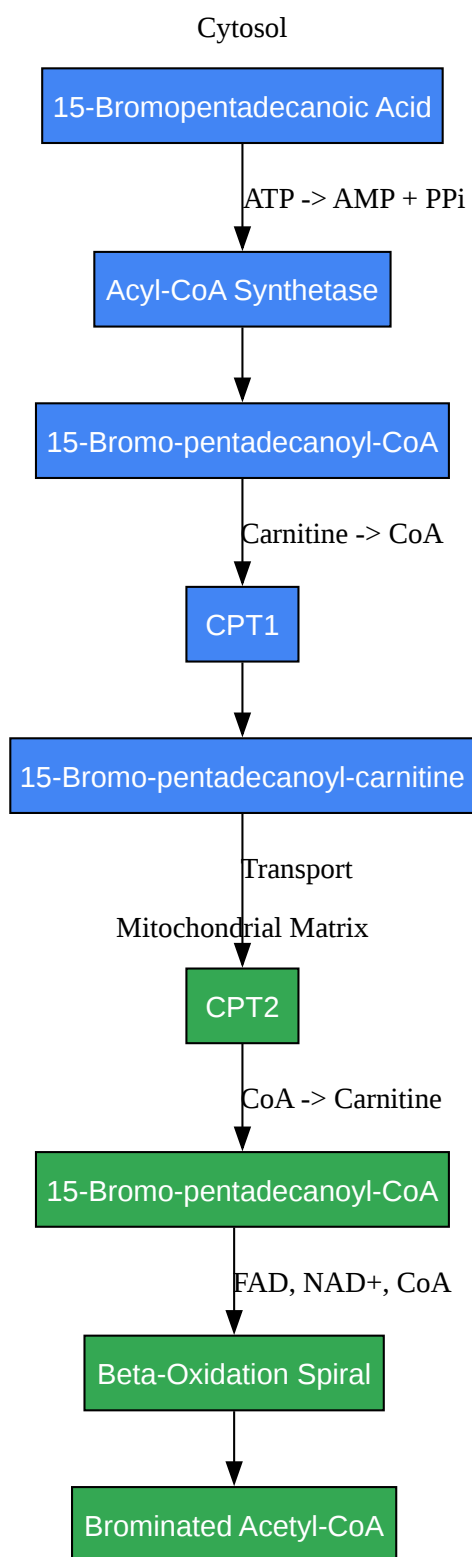 Cytosol
15-Bromopentadecanoic Acid
ATP -> AMP + PPi
Acyl-CoA Synthetase
15-Bromo-pentadecanoyl-CoA
Carnitine -> CoA
CPT1
15-Bromo-pentadecanoyl-carnitine
Transport
Mitochondrial Matrix
CPT2
CoA -> Carnitine
15-Bromo-pentadecanoyl-CoA
FAD, NAD+, CoA
Beta-Oxidation Spiral
Brominated Acetyl-CoA